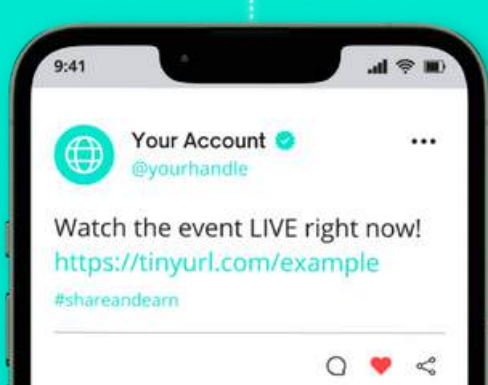 9:41
Your Account
@yourhandle
Watch the event LIVE right now!
https://tinyurl.com/example
#shareandearn